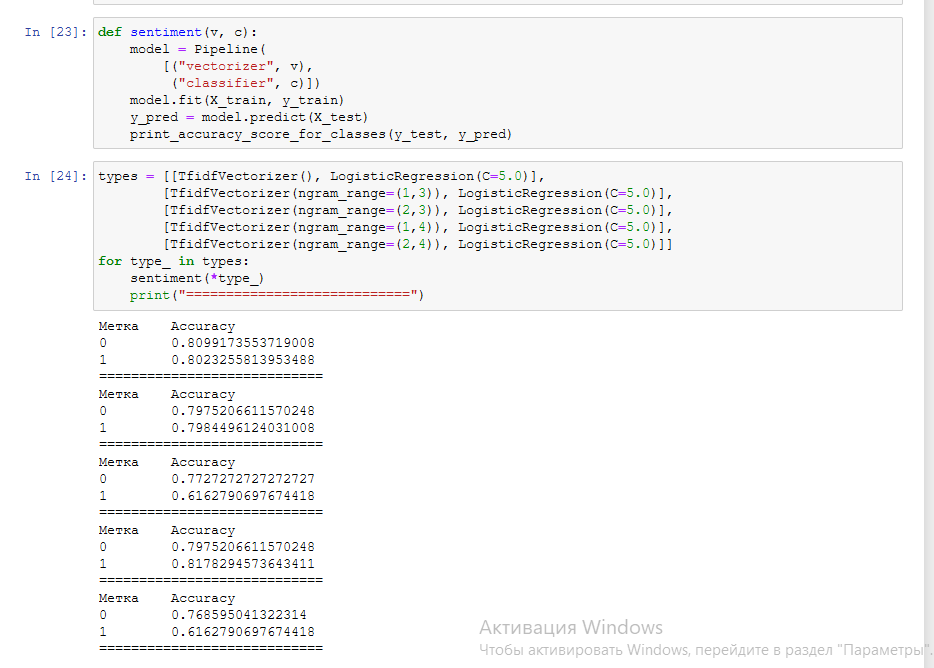 In [23]: def sentiment(v, c):
    model = Pipeline(
        [("vectorizer", v),
         ("classifier", c)])
    model.fit(X_train, y_train)
    y_pred = model.predict(X_test)
    print_accuracy_score_for_classes(y_test, y_pred)
In [24]: types = [[TfidfVectorizer(), LogisticRegression(C=5.0)],
        [TfidfVectorizer(ngram_range=(1,3)), LogisticRegression(C=5.0)],
        [TfidfVectorizer(ngram_range=(2,3)), LogisticRegression(C=5.0)],
        [TfidfVectorizer(ngram_range=(1,4)), LogisticRegression(C=5.0)],
        [TfidfVectorizer(ngram_range=(2,4)), LogisticRegression(C=5.0)]]
for type_ in types:
    sentiment(*type_)
    print("============================")
Метка    Accuracy
0        0.8099173553719008
1        0.8023255813953488
============================
Метка    Accuracy
0        0.7975206611570248
1        0.7984496124031008
============================
Метка    Accuracy
0        0.7727272727272727
1        0.6162790697674418
============================
Метка    Accuracy
0        0.7975206611570248
1        0.8178294573643411
============================
Метка    Accuracy
0        0.768595041322314
1        0.6162790697674418
============================
Активация Windows
Чтобы активировать Windows, перейдите в раздел "Параметры".